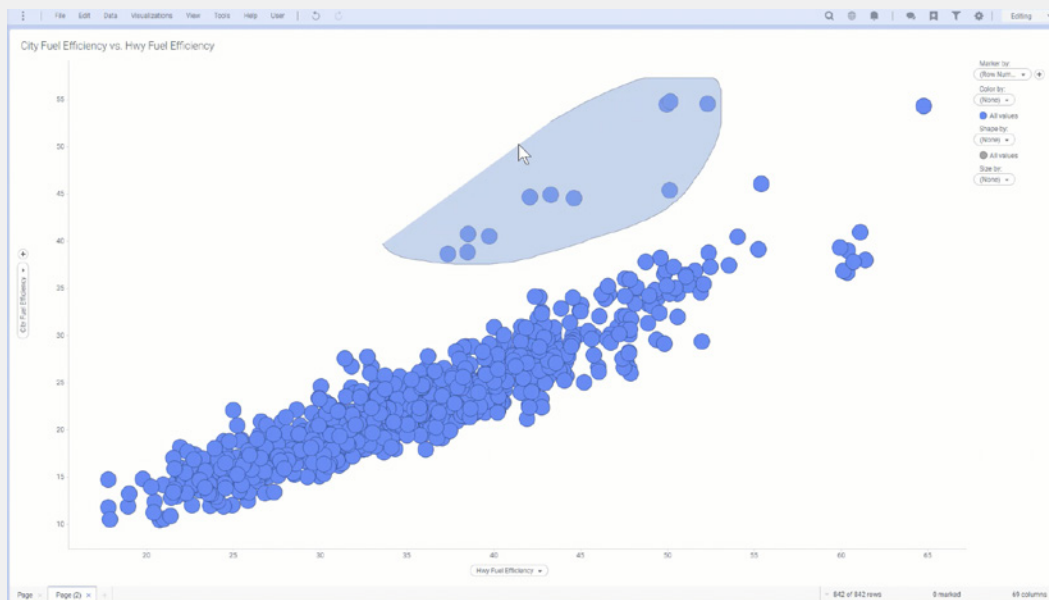 File Edit Data Visualizations View Tools Help User
Editing
City Fuel Efficiency vs. Hwy Fuel Efficiency
Marker by:
(Row Num...
Color by:
(None)
All values
Shape by:
(None)
All values
Size by:
(None)
55
50
45
40
35
30
25
20
15
10
City Fuel Efficiency
20 25 30 35 40 45 50 55 60 65
Hwy Fuel Efficiency
Page Page (2)
842 of 842 rows 0 marked 69 columns